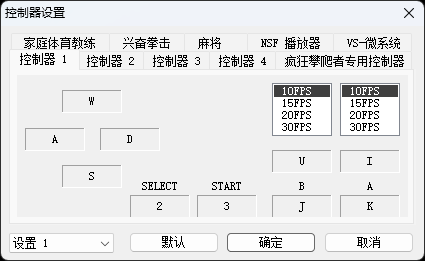 控制器设置
家庭体育教练 兴奋拳击 麻将 NSF 播放器 VS-微系统
控制器 1 控制器 2 控制器 3 控制器 4 疯狂攀爬者专用控制器
W
10FPS 10FPS
15FPS 15FPS
20FPS 20FPS
30FPS 30FPS
A D
U I
S
SELECT START B A
2 3 J K
设置 1 默认 确定 取消